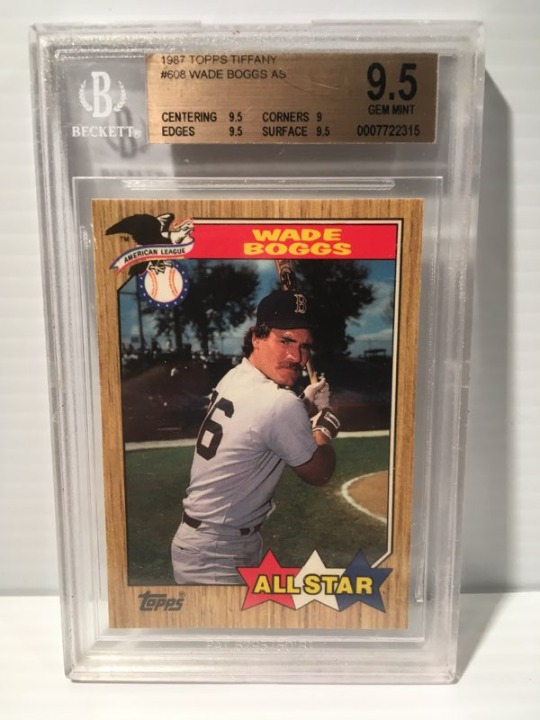 1987 TOPPS TIFFANY
#608 WADE BOGGS AS
9.5
GEM MINT
CENTERING 9.5 CORNERS 9
EDGES 9.5 SURFACE 9.5
0007722315
B
BECKETT
TM
AMERICAN LEAGUE
WADE
BOGGS
B
26
ALL STAR
Topps